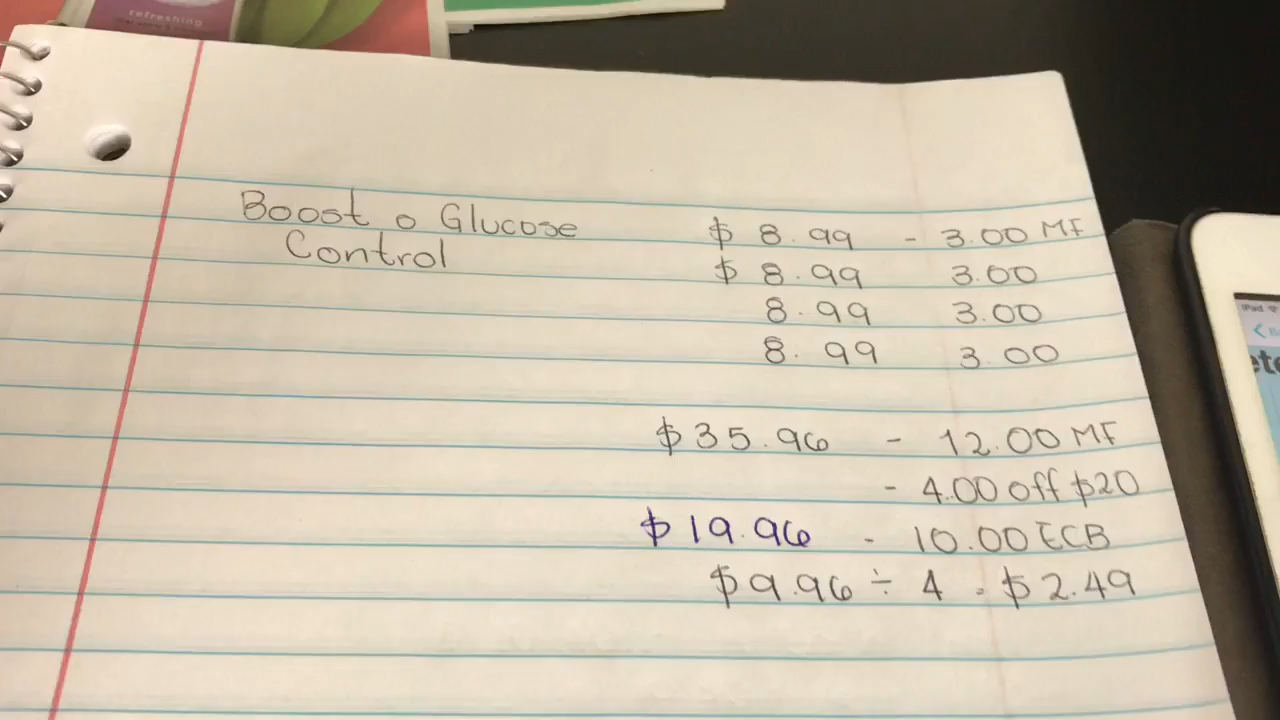 refreshing
Boost o Glucose
Control
$ 8.99 - 3.00 MF
$ 8.99 3.00
8.99 3.00
8.99 3.00
$ 35.96 - 12.00 MF
- 4.00 off $20
$ 19.96 - 10.00 ECB
$ 9.96 ÷ 4 - $ 2.49
iPad